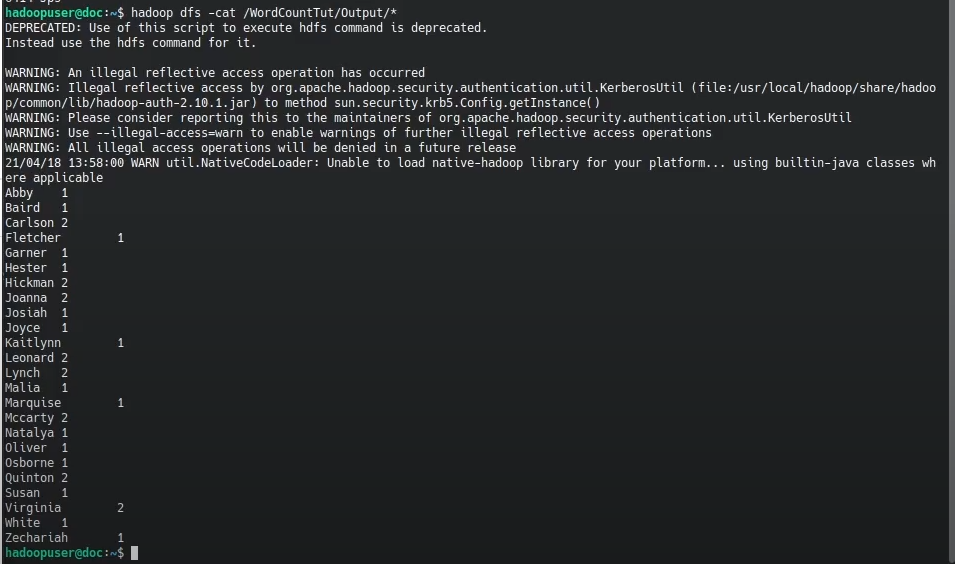 hadoopuser@doc:~$ hadoop dfs -cat /WordCountTut/Output/*
DEPRECATED: Use of this script to execute hdfs command is deprecated.
Instead use the hdfs command for it.
WARNING: An illegal reflective access operation has occurred
WARNING: Illegal reflective access by org.apache.hadoop.security.authentication.util.KerberosUtil (file:/usr/local/hadoop/share/hadoo
p/common/lib/hadoop-auth-2.10.1.jar) to method sun.security.krb5.Config.getInstance()
WARNING: Please consider reporting this to the maintainers of org.apache.hadoop.security.authentication.util.KerberosUtil
WARNING: Use --illegal-access=warn to enable warnings of further illegal reflective access operations
WARNING: All illegal access operations will be denied in a future release
21/04/18 13:58:00 WARN util.NativeCodeLoader: Unable to load native-hadoop library for your platform... using builtin-java classes wh
ere applicable
Abby 1
Baird 1
Carlson 2
Fletcher 1
Garner 1
Hester 1
Hickman 2
Joanna 2
Josiah 1
Joyce 1
Kaitlynn 1
Leonard 2
Lynch 2
Malia 1
Marquise 1
Mccarty 2
Natalya 1
Oliver 1
Osborne 1
Quinton 2
Susan 1
Virginia 2
White 1
Zechariah 1
hadoopuser@doc:~$